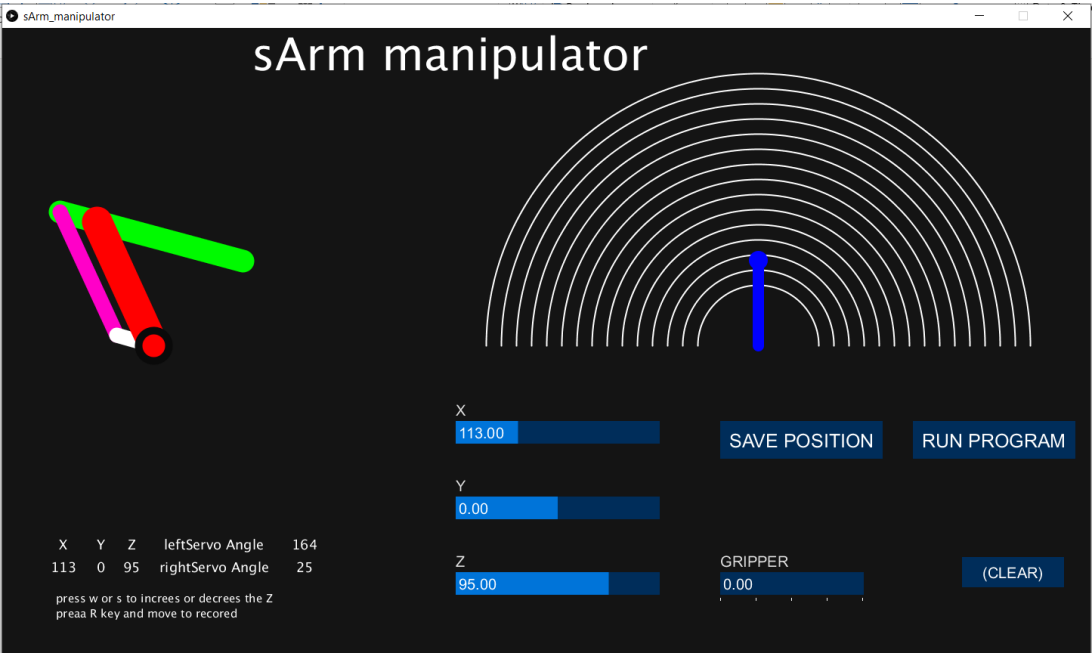 sArm_manipulator
sArm manipulator
X
113.00
SAVE POSITION
RUN PROGRAM
Y
0.00
Z
95.00
GRIPPER
0.00
(CLEAR)
X Y Z leftServo Angle 164
113 0 95 rightServo Angle 25
press w or s to increes or decrees the Z
preaa R key and move to recored